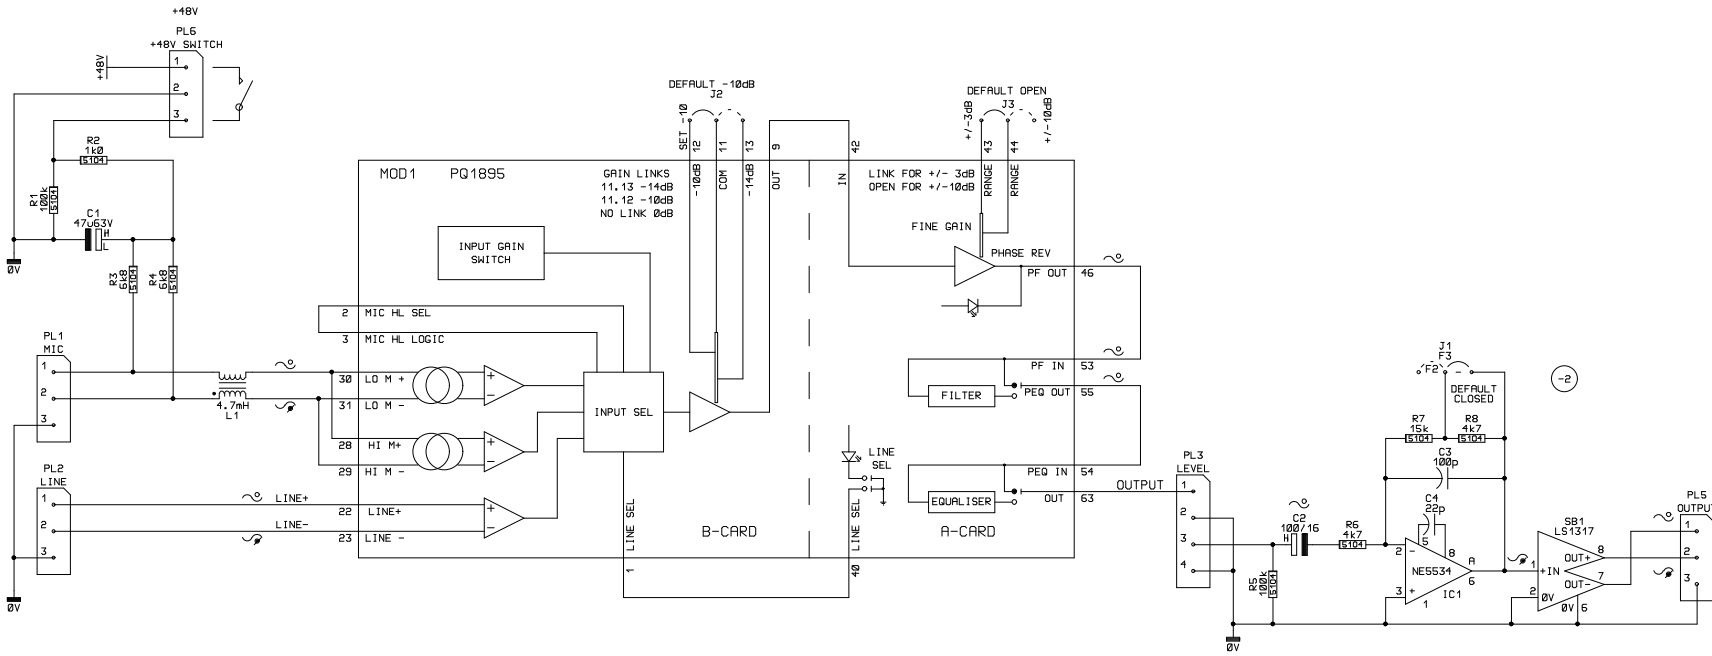 +48V
PL6
+48V SWITCH
+48V
1
2
3
R2
1k0
5104
R1
100k
5104
C1
47u63V
H
L
0V
R3
6k8
5104
R4
6k8
5104
PL1
MIC
1
2
3
4.7mH
L1
PL2
LINE
1
2
3
0V
LINE+
LINE-
MOD1 PQ1895
INPUT GAIN
SWITCH
2 MIC HL SEL
3 MIC HL LOGIC
30 LO M +
31 LO M -
28 HI M+
29 HI M -
22 LINE+
23 LINE -
+
-
+
-
+
-
INPUT SEL
LINE SEL
1
GAIN LINKS
11.13 -14dB
11.12 -10dB
NO LINK 0dB
DEFAULT -10dB
J2
SET -10
12
11
13
9
-10dB
COM
-14dB
OUT
B-CARD
42
IN
DEFAULT OPEN
J3
+/-3dB
+/-10dB
43
44
RANGE
RANGE
LINK FOR +/- 3dB
OPEN FOR +/-10dB
FINE GAIN
PHASE REV
PF OUT 46
PF IN 53
FILTER
PEQ OUT 55
LINE
SEL
LINE SEL
40
PEQ IN 54
EQUALISER
OUT 63
A-CARD
OUTPUT
PL3
LEVEL
1
2
3
4
0V
R5
100k
5104
C2
100/16
H
R6
4k7
5104
J1
F3
F2
DEFAULT
CLOSED
-2
R7
15k
5104
R8
4k7
5104
C3
100p
C4
22p
5
8
2
-
NE5534
A
6
3
+
IC1
1
SB1
LS1317
1
+IN
OUT+
8
OUT-
7
2
0V
0V
6
PL5
OUTPUT
1
2
3